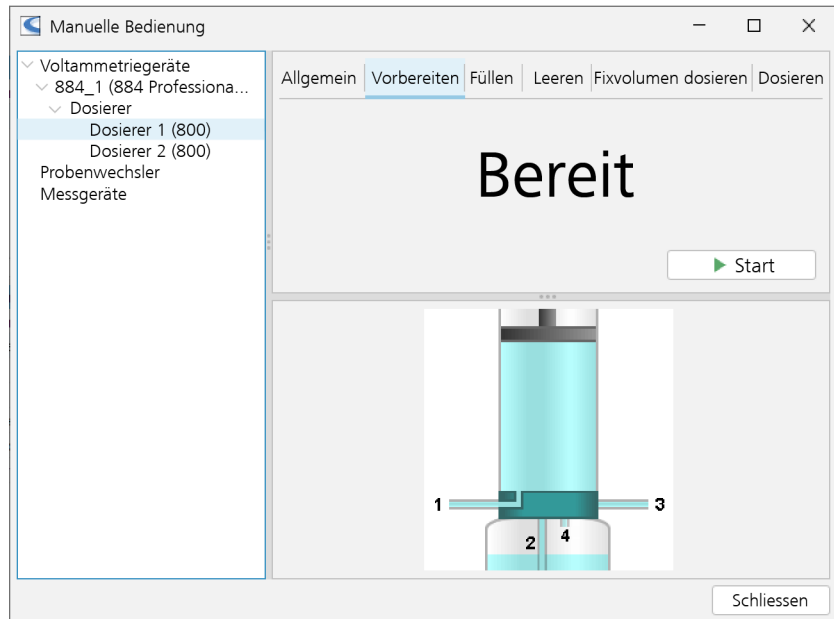 Manuelle Bedienung
Voltammetriegeräte
884_1 (884 Professiona...
Dosierer
Dosierer 1 (800)
Dosierer 2 (800)
Probenwechsler
Messgeräte
Allgemein Vorbereiten Füllen Leeren Fixvolumen dosieren Dosieren
Bereit
Start
1 3
2 4
Schliessen